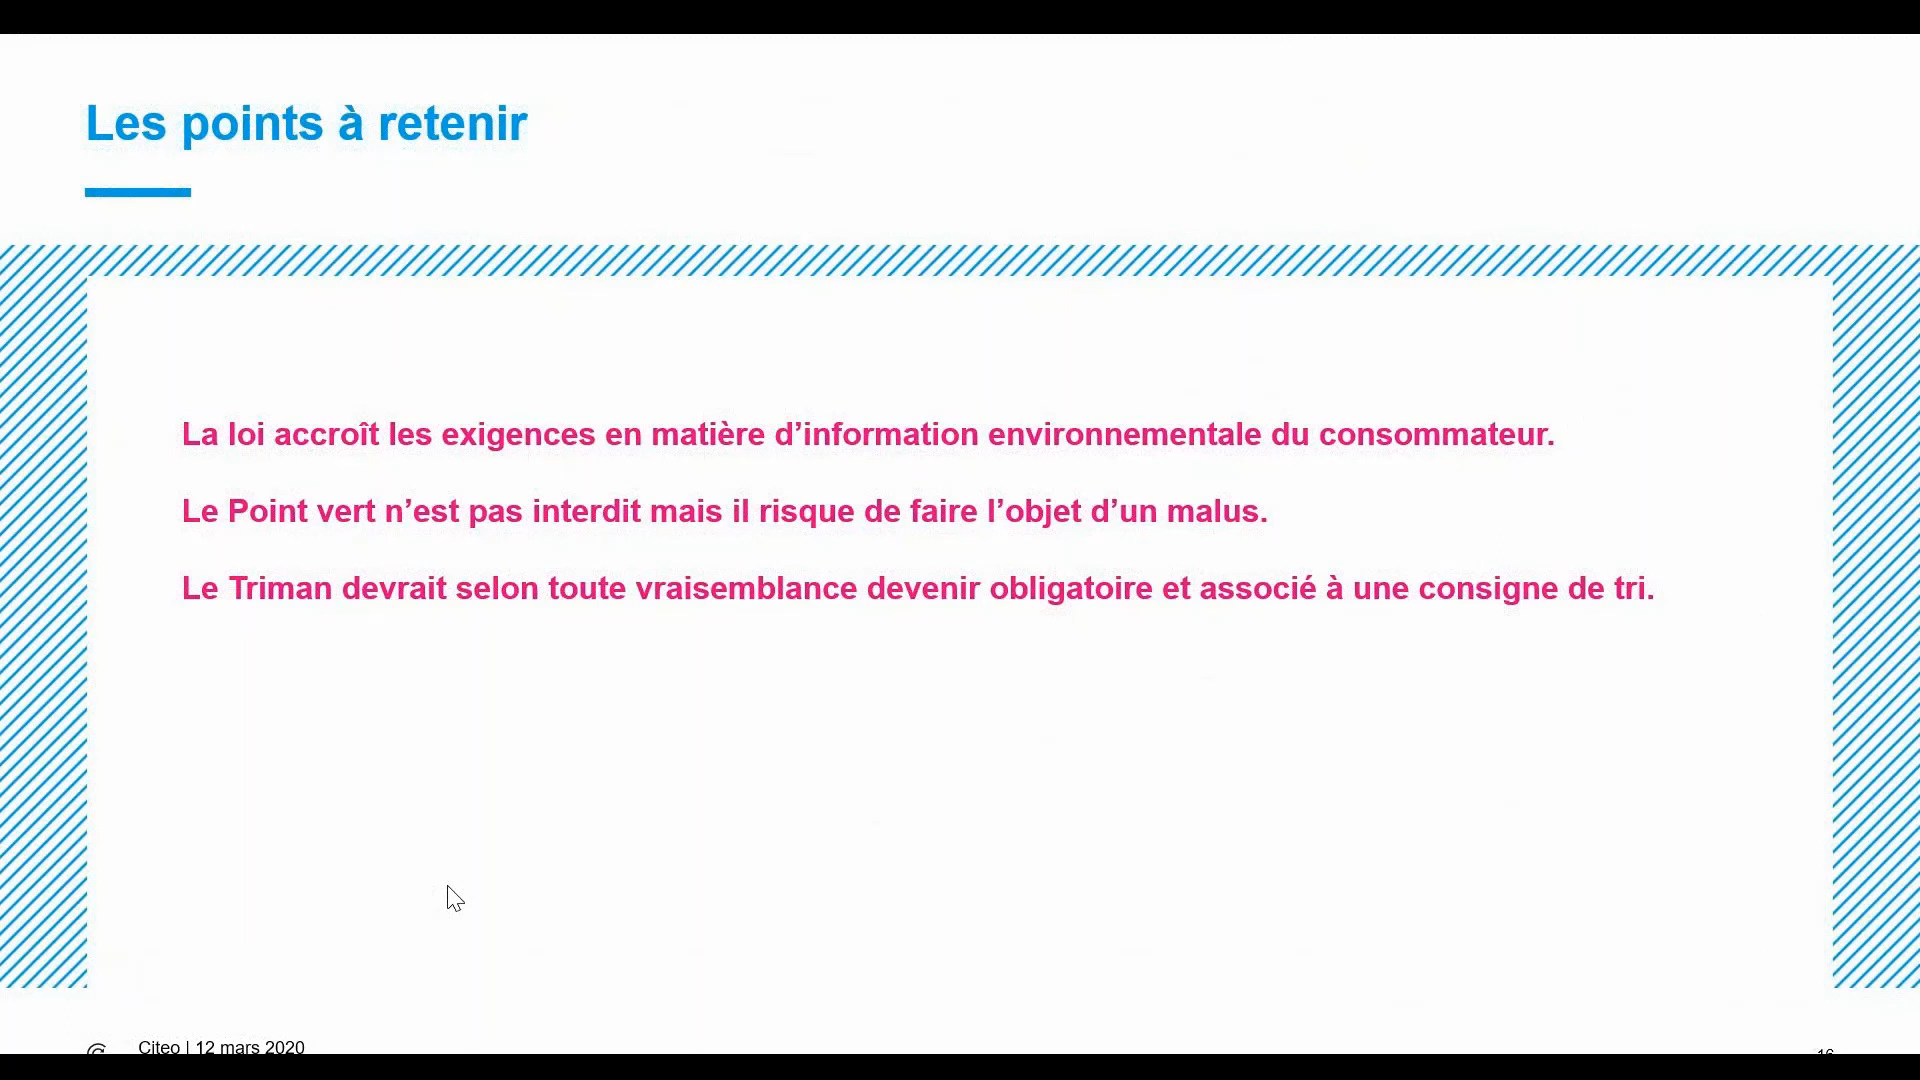 Les points à retenir
La loi accroît les exigences en matière d’information environnementale du consommateur.
Le Point vert n’est pas interdit mais il risque de faire l’objet d’un malus.
Le Triman devrait selon toute vraisemblance devenir obligatoire et associé à une consigne de tri.
Citeo | 12 mars 2020
16